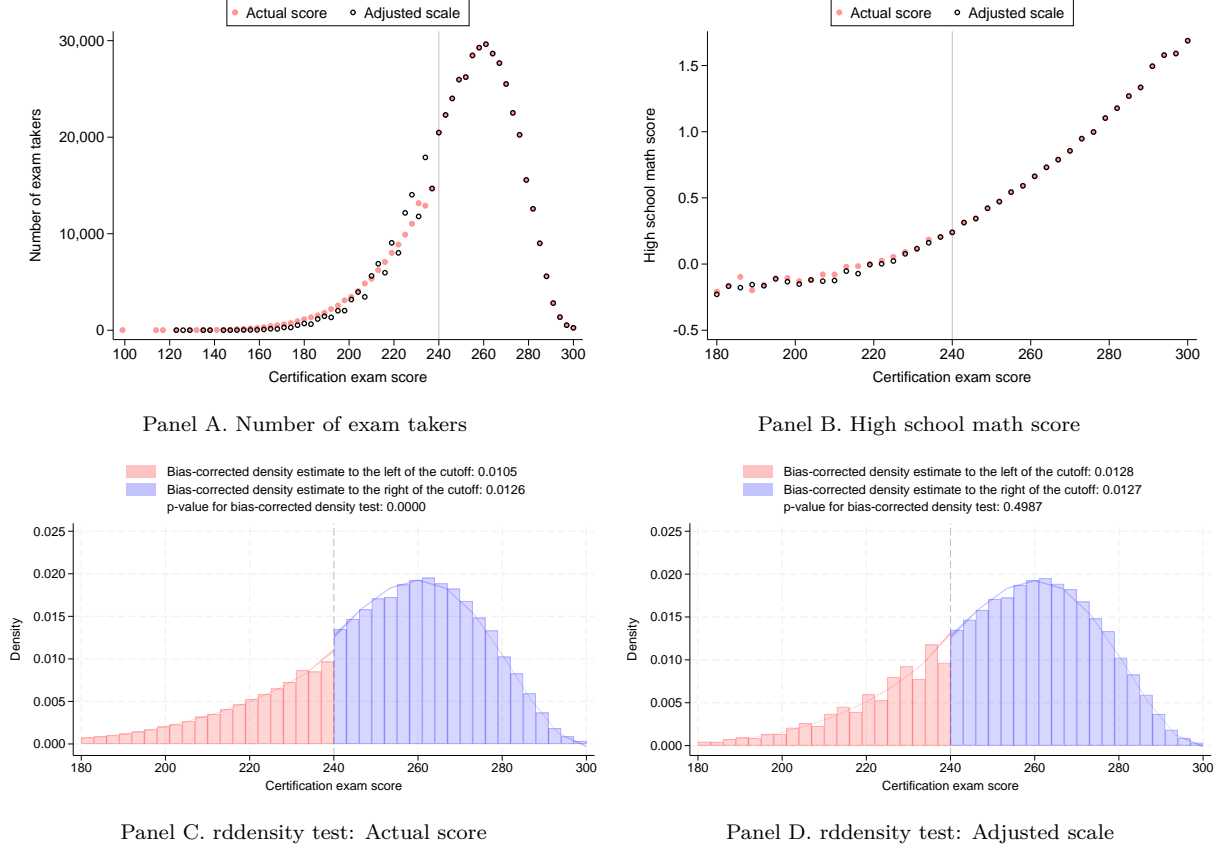 Actual score Adjusted scale
30,000
20,000
10,000
0
Number of exam takers
100 120 140 160 180 200 220 240 260 280 300
Certification exam score
Panel A. Number of exam takers
Actual score Adjusted scale
1.5
1.0
0.5
0.0
-0.5
High school math score
180 200 220 240 260 280 300
Certification exam score
Panel B. High school math score
Bias-corrected density estimate to the left of the cutoff: 0.0105
Bias-corrected density estimate to the right of the cutoff: 0.0126
p-value for bias-corrected density test: 0.0000
0.025
0.020
0.015
0.010
0.005
0.000
Density
180 200 220 240 260 280 300
Certification exam score
Panel C. rddensity test: Actual score
Bias-corrected density estimate to the left of the cutoff: 0.0128
Bias-corrected density estimate to the right of the cutoff: 0.0127
p-value for bias-corrected density test: 0.4987
0.025
0.020
0.015
0.010
0.005
0.000
Density
180 200 220 240 260 280 300
Certification exam score
Panel D. rddensity test: Adjusted scale